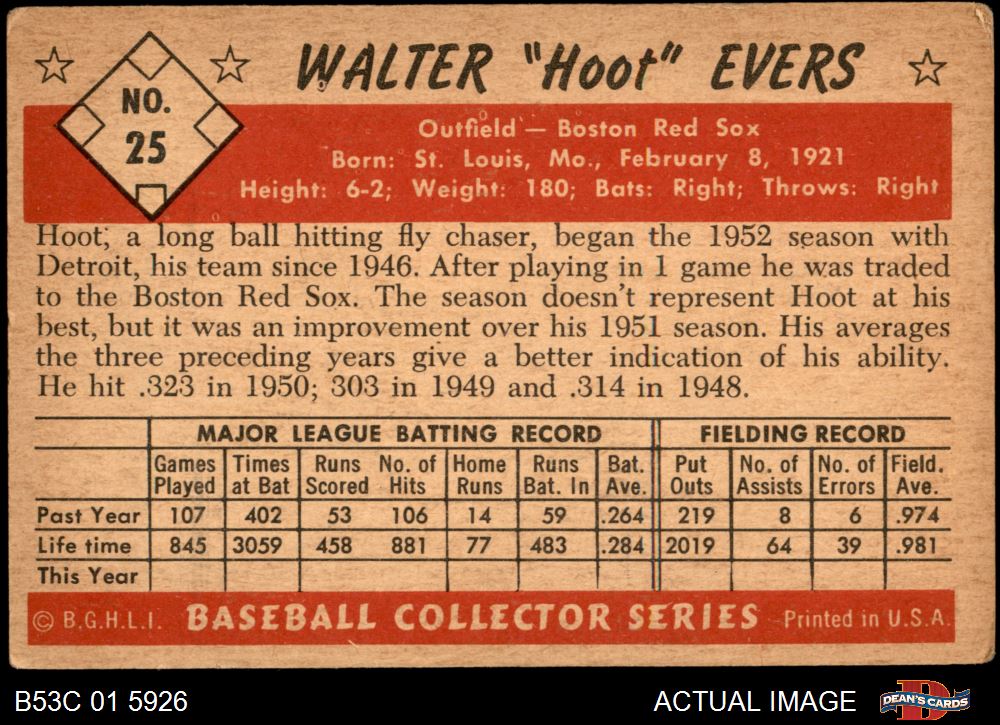 NO.
25
WALTER "Hoot" EVERS
Outfield — Boston Red Sox
Born: St. Louis, Mo., February 8, 1921
Height: 6-2; Weight: 180; Bats: Right; Throws: Right
Hoot, a long ball hitting fly chaser, began the 1952 season with
Detroit, his team since 1946. After playing in 1 game he was traded
to the Boston Red Sox. The season doesn't represent Hoot at his
best, but it was an improvement over his 1951 season. His averages
the three preceding years give a better indication of his ability.
He hit .323 in 1950; 303 in 1949 and .314 in 1948.
MAJOR LEAGUE BATTING RECORD FIELDING RECORD
Games Times Runs No. of Home Runs Bat. Put No. of No. of Field.
Played at Bat Scored Hits Runs Bat. In Ave. Outs Assists Errors Ave.
Past Year 107 402 53 106 14 59 .264 219 8 6 .974
Life time 845 3059 458 881 77 483 .284 2019 64 39 .981
This Year
© B.G.H.L.I. BASEBALL COLLECTOR SERIES Printed in U.S.A.
B53C 01 5926 ACTUAL IMAGE DEAN'S CARDS